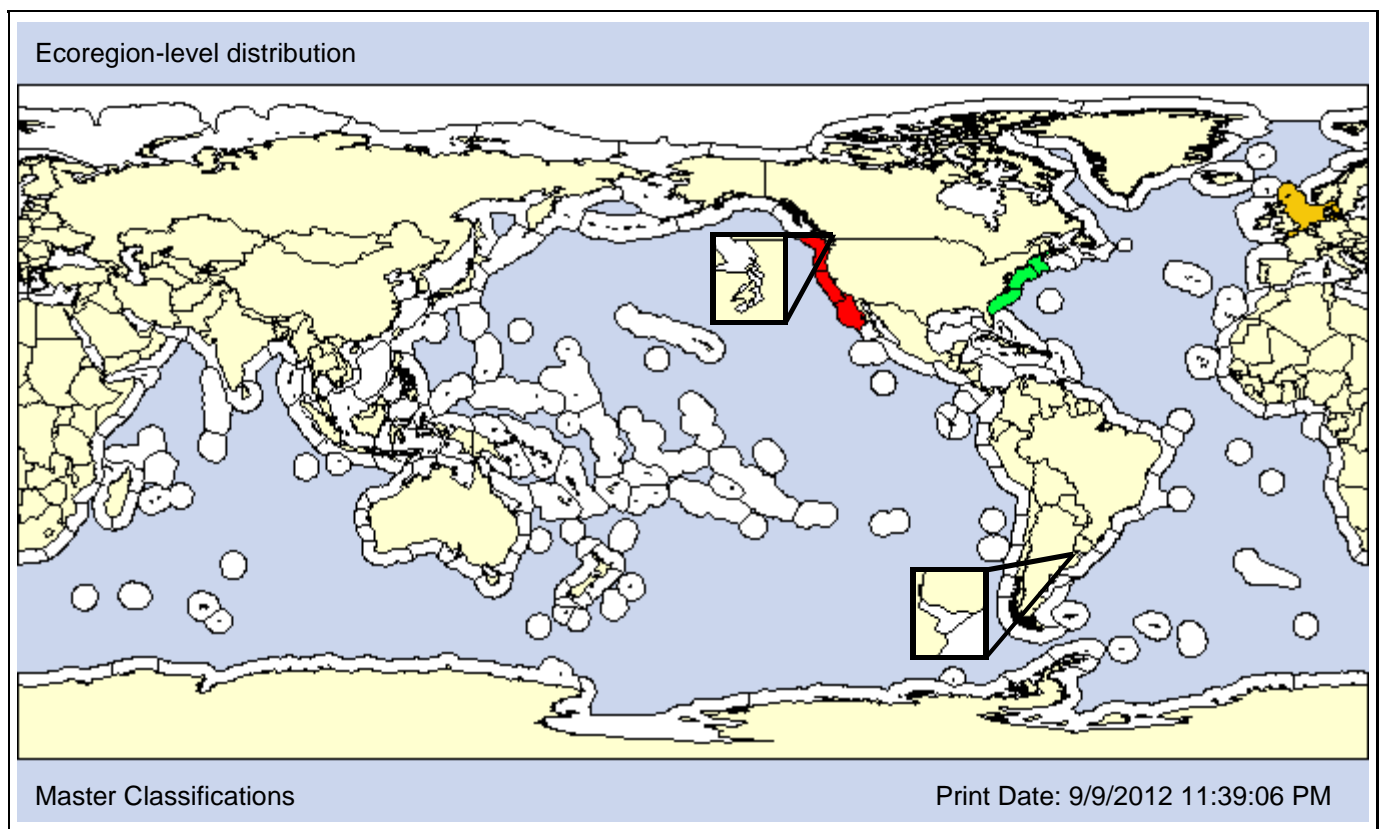 Ecoregion-level distribution
Master Classifications
Print Date: 9/9/2012 11:39:06 PM